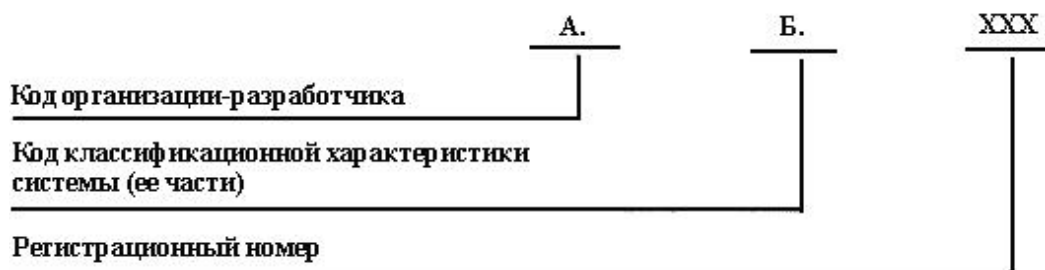 А. Б. XXX
Код организации-разработчика
Код классификационной характеристики
системы (ее части)
Регистрационный номер